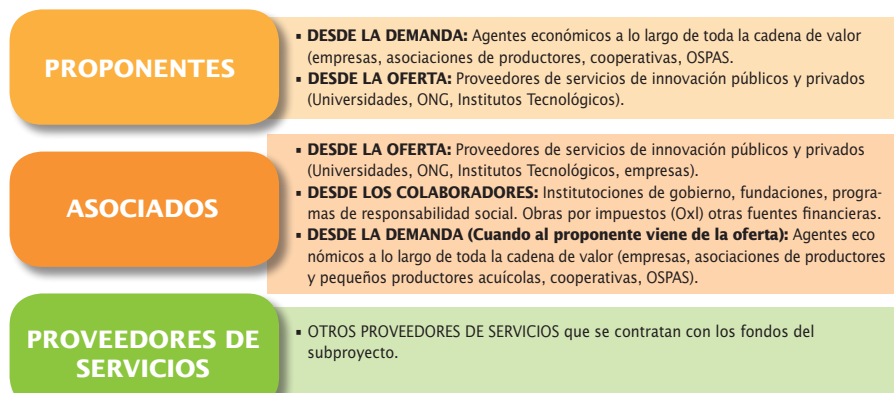 PROPONENTES
▪ DESDE LA DEMANDA: Agentes económicos a lo largo de toda la cadena de valor
(empresas, asociaciones de productores, cooperativas, OSPAS.
▪ DESDE LA OFERTA: Proveedores de servicios de innovación públicos y privados
(Universidades, ONG, Institutos Tecnológicos).
ASOCIADOS
▪ DESDE LA OFERTA: Proveedores de servicios de innovación públicos y privados
(Universidades, ONG, Institutos Tecnológicos, empresas).
▪ DESDE LOS COLABORADORES: Institutociones de gobierno, fundaciones, progra-
mas de responsabilidad social. Obras por impuestos (OxI) otras fuentes financieras.
▪ DESDE LA DEMANDA (Cuando al proponente viene de la oferta): Agentes eco
nómicos a lo largo de toda la cadena de valor (empresas, asociaciones de productores
y pequeños productores acuícolas, cooperativas, OSPAS).
PROVEEDORES DE
SERVICIOS
▪ OTROS PROVEEDORES DE SERVICIOS que se contratan con los fondos del
subproyecto.